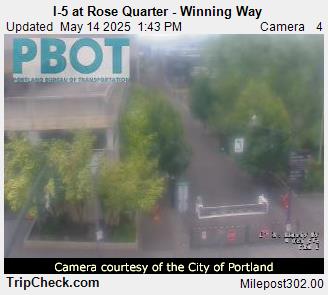 I-5 at Rose Quarter - Winning Way
Updated May 14 2025 1:43 PM Camera 4
PBOT
PORTLAND BUREAU OF TRANSPORTATION
Camera courtesy of the City of Portland
TripCheck.com Milepost302.00